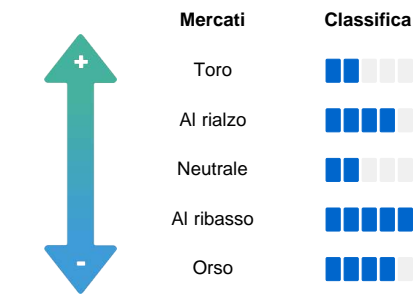 Mercati Classifica
+
Toro
Al rialzo
Neutrale
Al ribasso
-
Orso